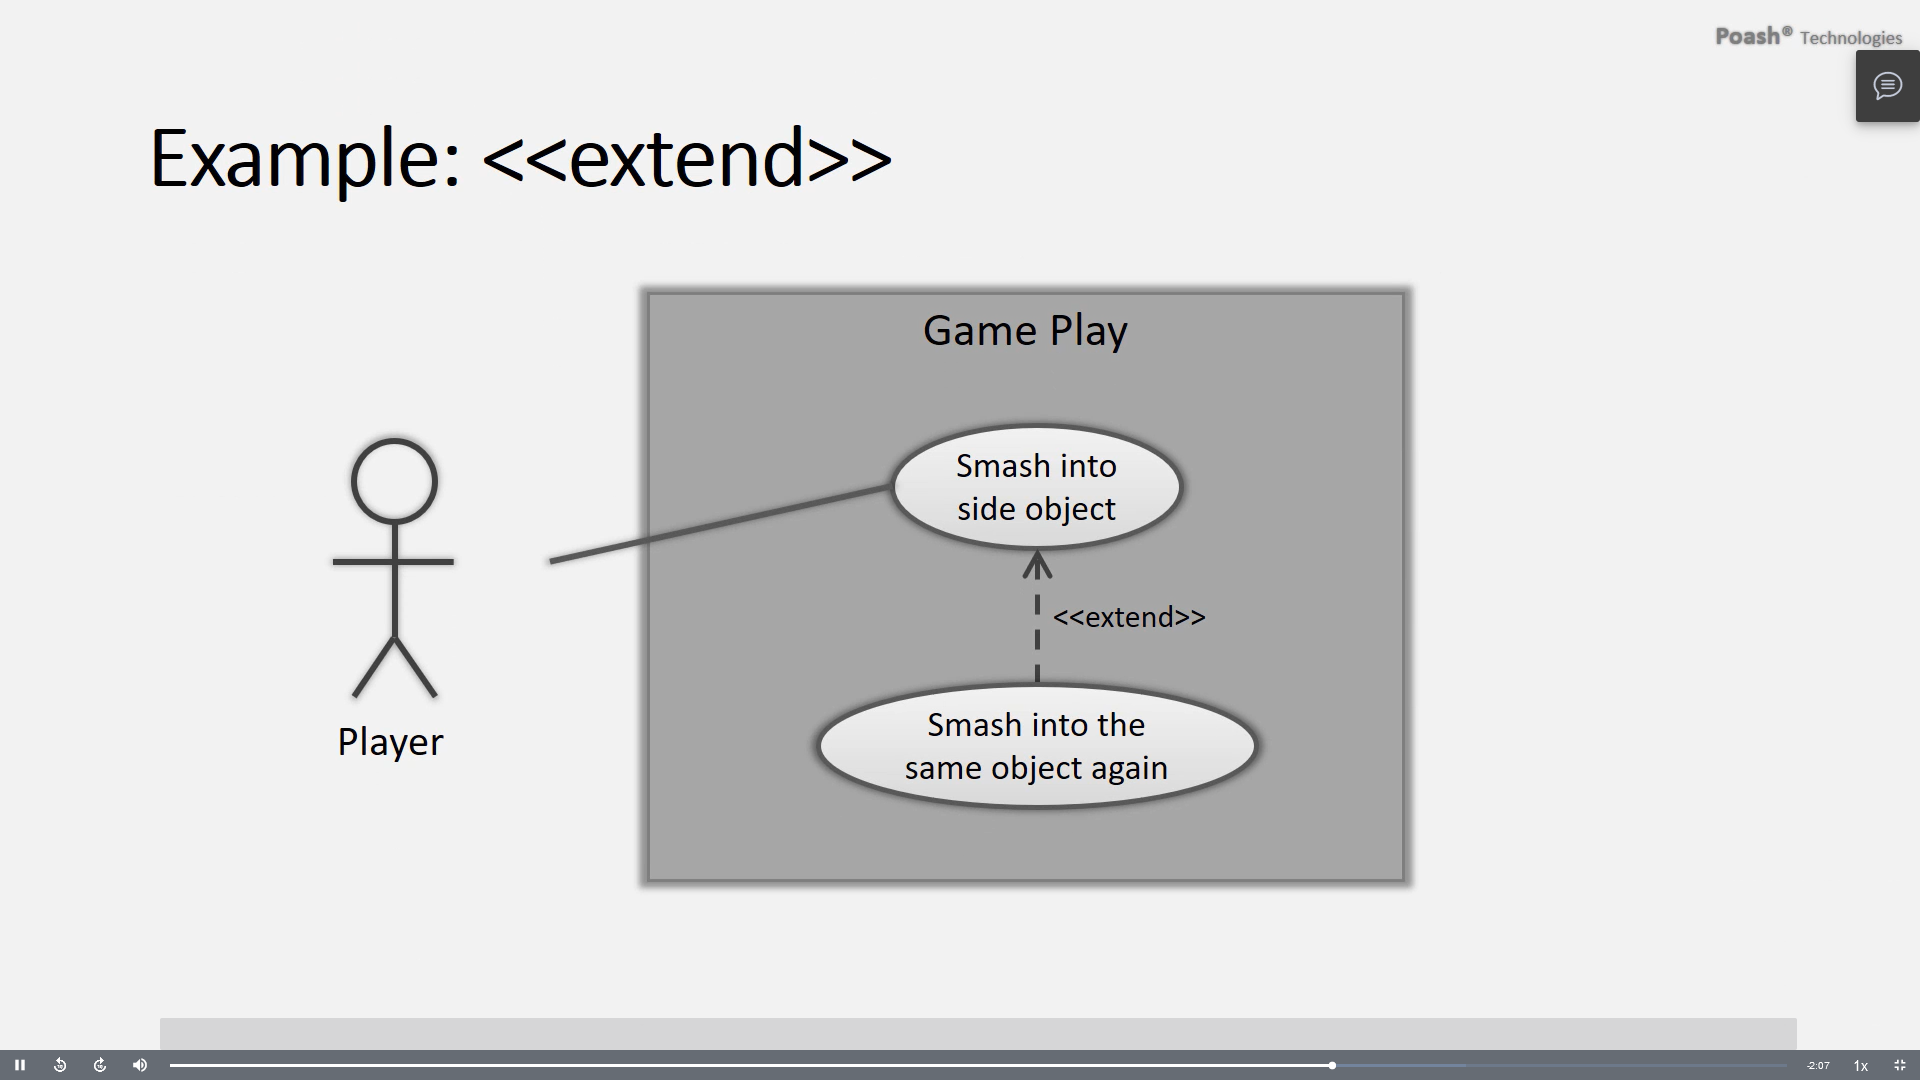 Poash® Technologies
Example: <<extend>>
Game Play
Smash into
side object
<<extend>>
Smash into the
same object again
Player
-2:07 1x